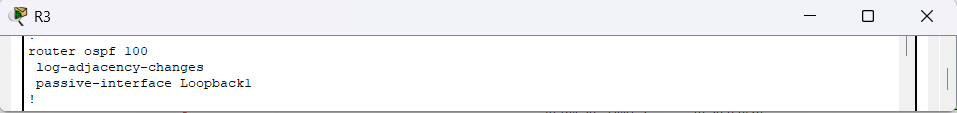 R3
!
router ospf 100
 log-adjacency-changes
 passive-interface Loopback1
!